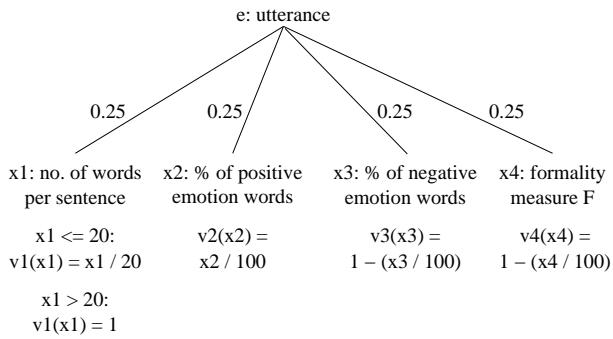 e: utterance
0.25 0.25 0.25 0.25
x1: no. of words x2: % of positive x3: % of negative x4: formality
per sentence emotion words emotion words measure F
x1 <= 20: v2(x2) = v3(x3) = v4(x4) =
v1(x1) = x1 / 20 x2 / 100 1 – (x3 / 100) 1 – (x4 / 100)
x1 > 20:
v1(x1) = 1